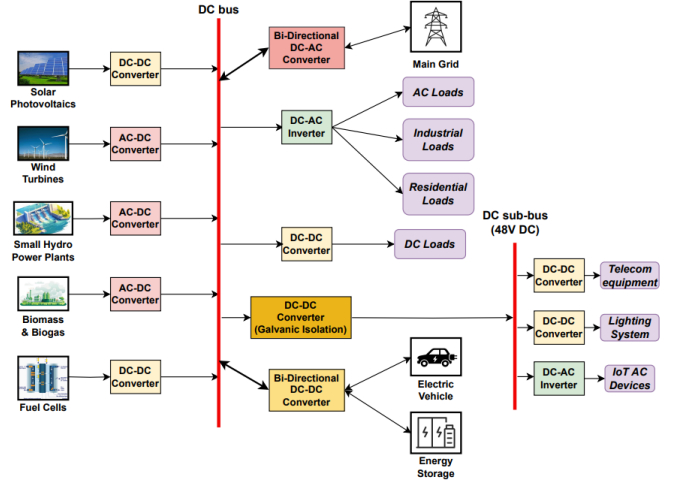 DC bus
Solar
Photovoltaics
DC-DC
Converter
Wind
Turbines
AC-DC
Converter
Small Hydro
Power Plants
AC-DC
Converter
Biomass
& Biogas
AC-DC
Converter
Fuel Cells
DC-DC
Converter
Bi-Directional
DC-AC
Converter
Main Grid
DC-AC
Inverter
AC Loads
Industrial
Loads
Residential
Loads
DC-DC
Converter
DC Loads
DC-DC
Converter
(Galvanic Isolation)
Bi-Directional
DC-DC
Converter
Electric
Vehicle
Energy
Storage
DC sub-bus
(48V DC)
DC-DC
Converter
Telecom
equipment
DC-DC
Converter
Lighting
System
DC-AC
Inverter
IoT AC
Devices